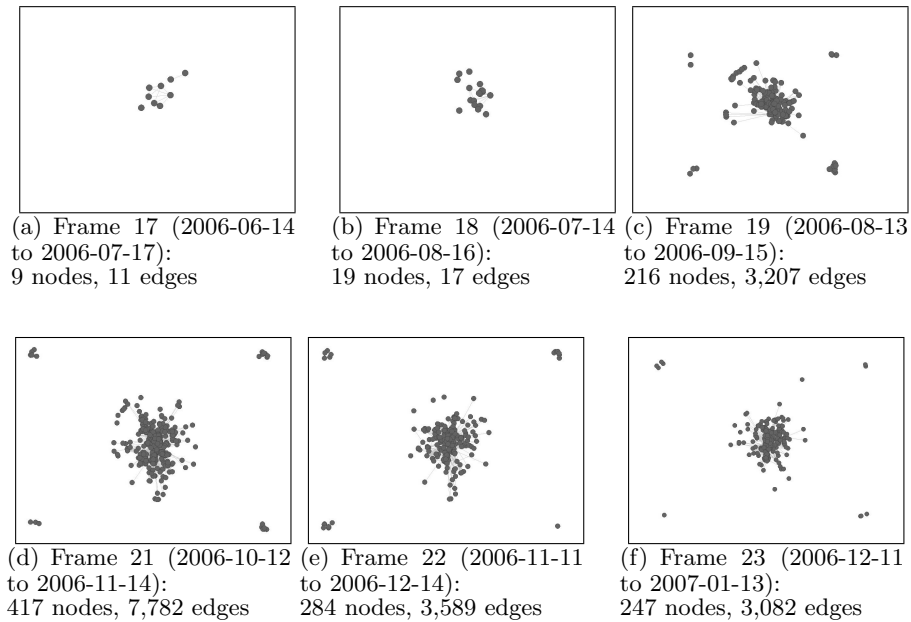 (a) Frame 17 (2006-06-14
to 2006-07-17):
9 nodes, 11 edges
(b) Frame 18 (2006-07-14
to 2006-08-16):
19 nodes, 17 edges
(c) Frame 19 (2006-08-13
to 2006-09-15):
216 nodes, 3,207 edges
(d) Frame 21 (2006-10-12
to 2006-11-14):
417 nodes, 7,782 edges
(e) Frame 22 (2006-11-11
to 2006-12-14):
284 nodes, 3,589 edges
(f) Frame 23 (2006-12-11
to 2007-01-13):
247 nodes, 3,082 edges